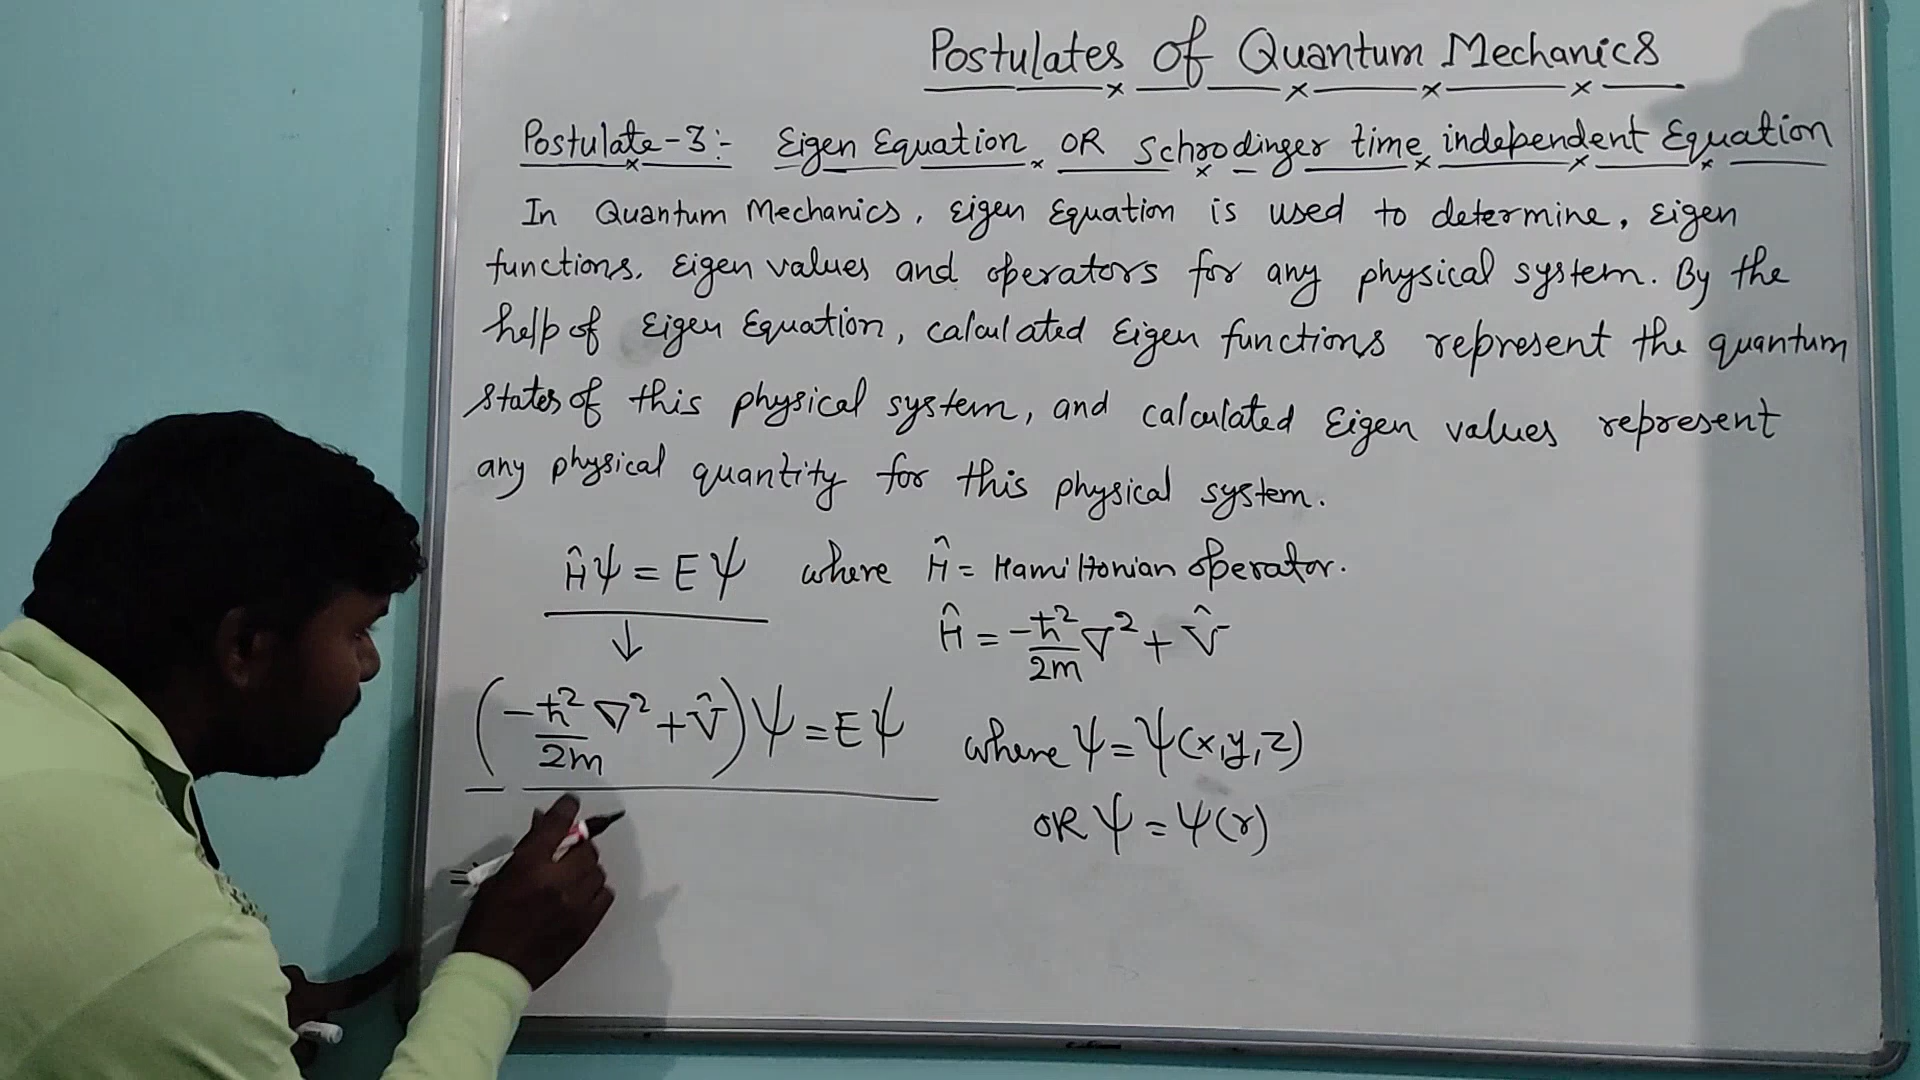 Postulates of Quantum Mechanics
Postulate-3:- Eigen Equation OR Schrodinger time independent Equation
In Quantum Mechanics, Eigen Equation is used to determine, Eigen
functions, Eigen values and operators for any physical system. By the
help of Eigen Equation, calculated Eigen functions represent the quantum
states of this physical system, and calculated Eigen values represent
any physical quantity for this physical system.
Ĥψ = Eψ where Ĥ = Hamiltonian operator.
↓ Ĥ = -ħ²/2m ∇² + V̂
(-ħ²/2m ∇² + V̂)ψ = Eψ where ψ = ψ(x,y,z)
OR ψ = ψ(r)